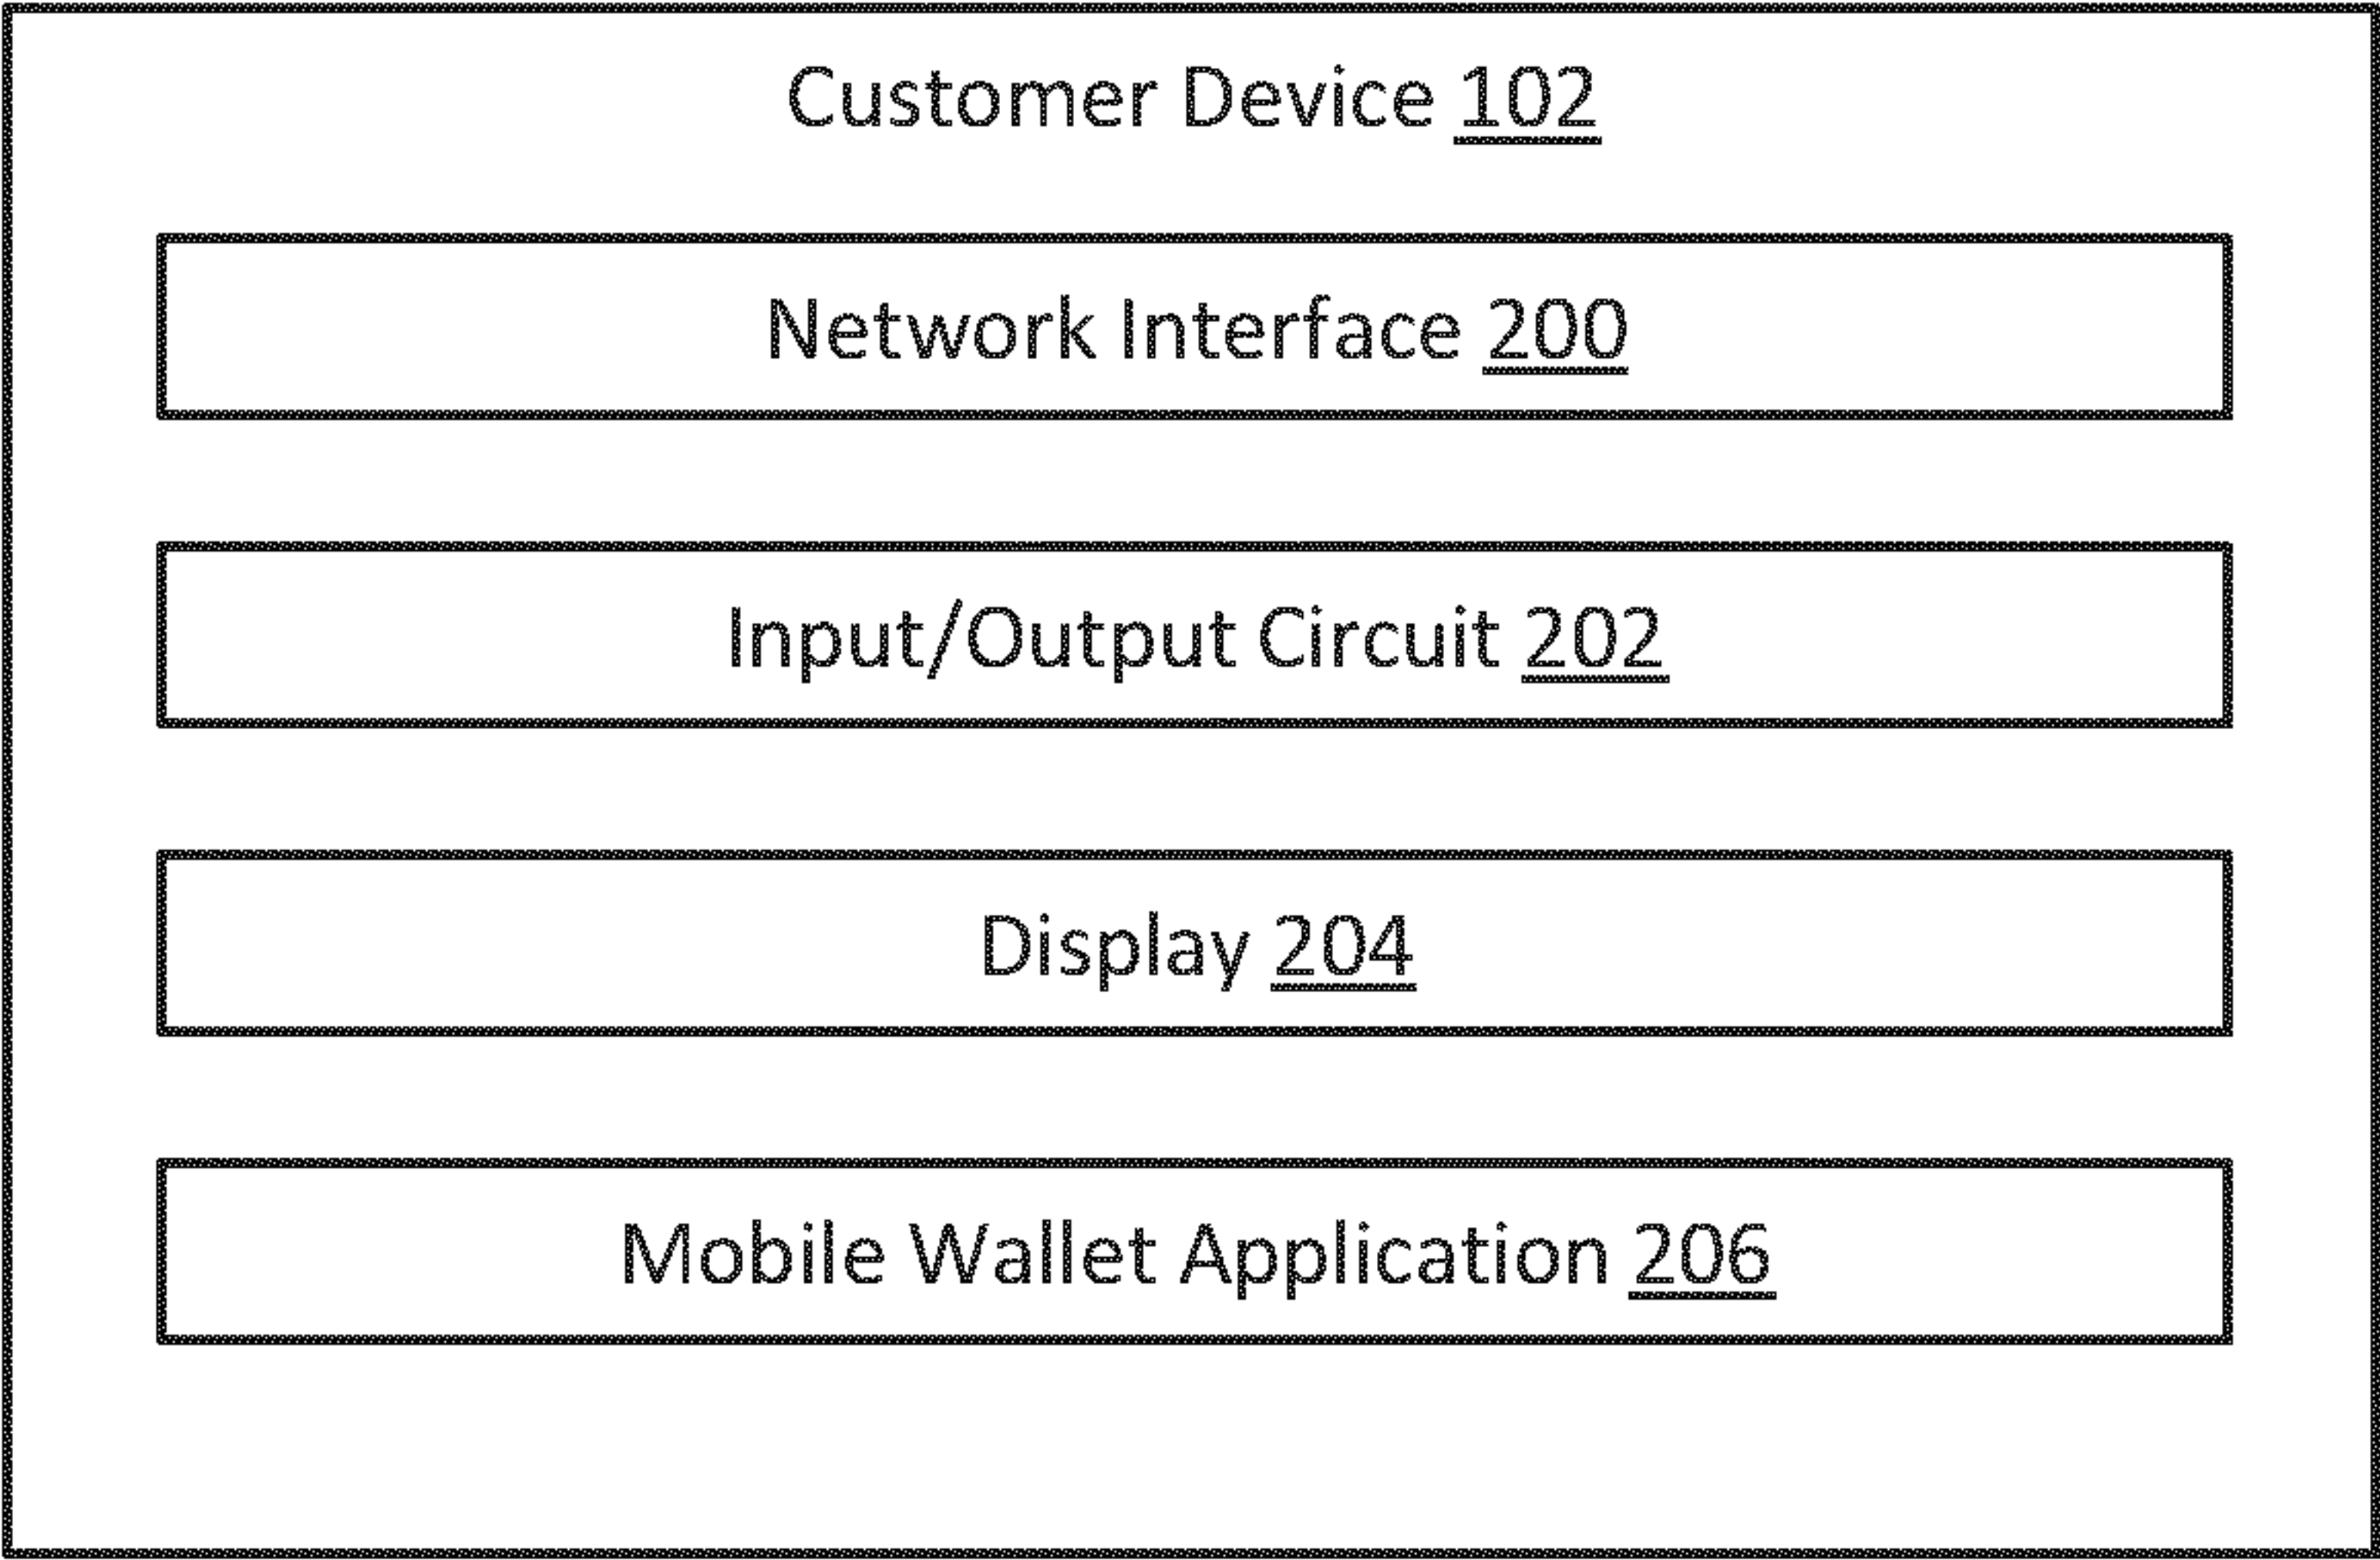 Customer Device 102
Network Interface 200
Input/Output Circuit 202
Display 204
Mobile Wallet Application 206